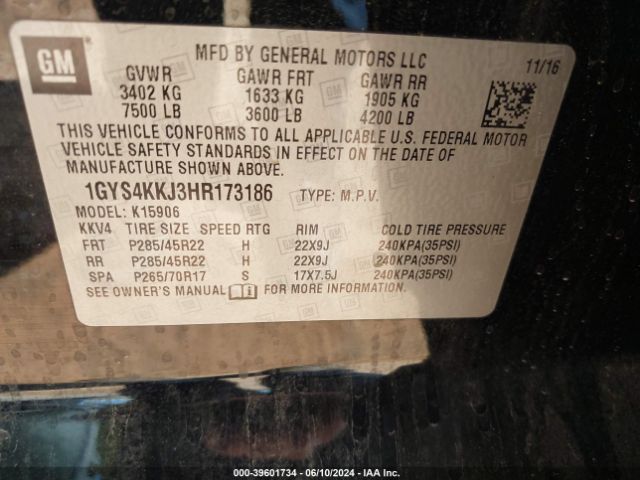 GM
MFD BY GENERAL MOTORS LLC 11/16
GVWR GAWR FRT GAWR RR
3402 KG 1633 KG 1905 KG
7500 LB 3600 LB 4200 LB
THIS VEHICLE CONFORMS TO ALL APPLICABLE U.S. FEDERAL MOTOR
VEHICLE SAFETY STANDARDS IN EFFECT ON THE DATE OF
MANUFACTURE SHOWN ABOVE.
1GYS4KKJ3HR173186 TYPE: M.P.V.
MODEL: K15906
KKV4 TIRE SIZE SPEED RTG RIM COLD TIRE PRESSURE
FRT P285/45R22 H 22X9J 240KPA(35PSI)
RR P285/45R22 H 22X9J 240KPA(35PSI)
SPA P265/70R17 S 17X7.5J 240KPA(35PSI)
SEE OWNER'S MANUAL FOR MORE INFORMATION.
000-39601734 - 06/10/2024 - IAA Inc.